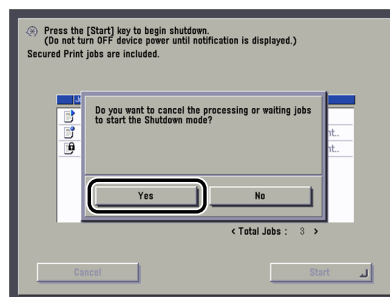 Press the [Start] key to begin shutdown.
(Do not turn OFF device power until notification is displayed.)
Secured Print jobs are included.
Do you want to cancel the processing or waiting jobs
to start the Shutdown mode?
Yes
No
< Total Jobs : 3 >
Cancel
Start